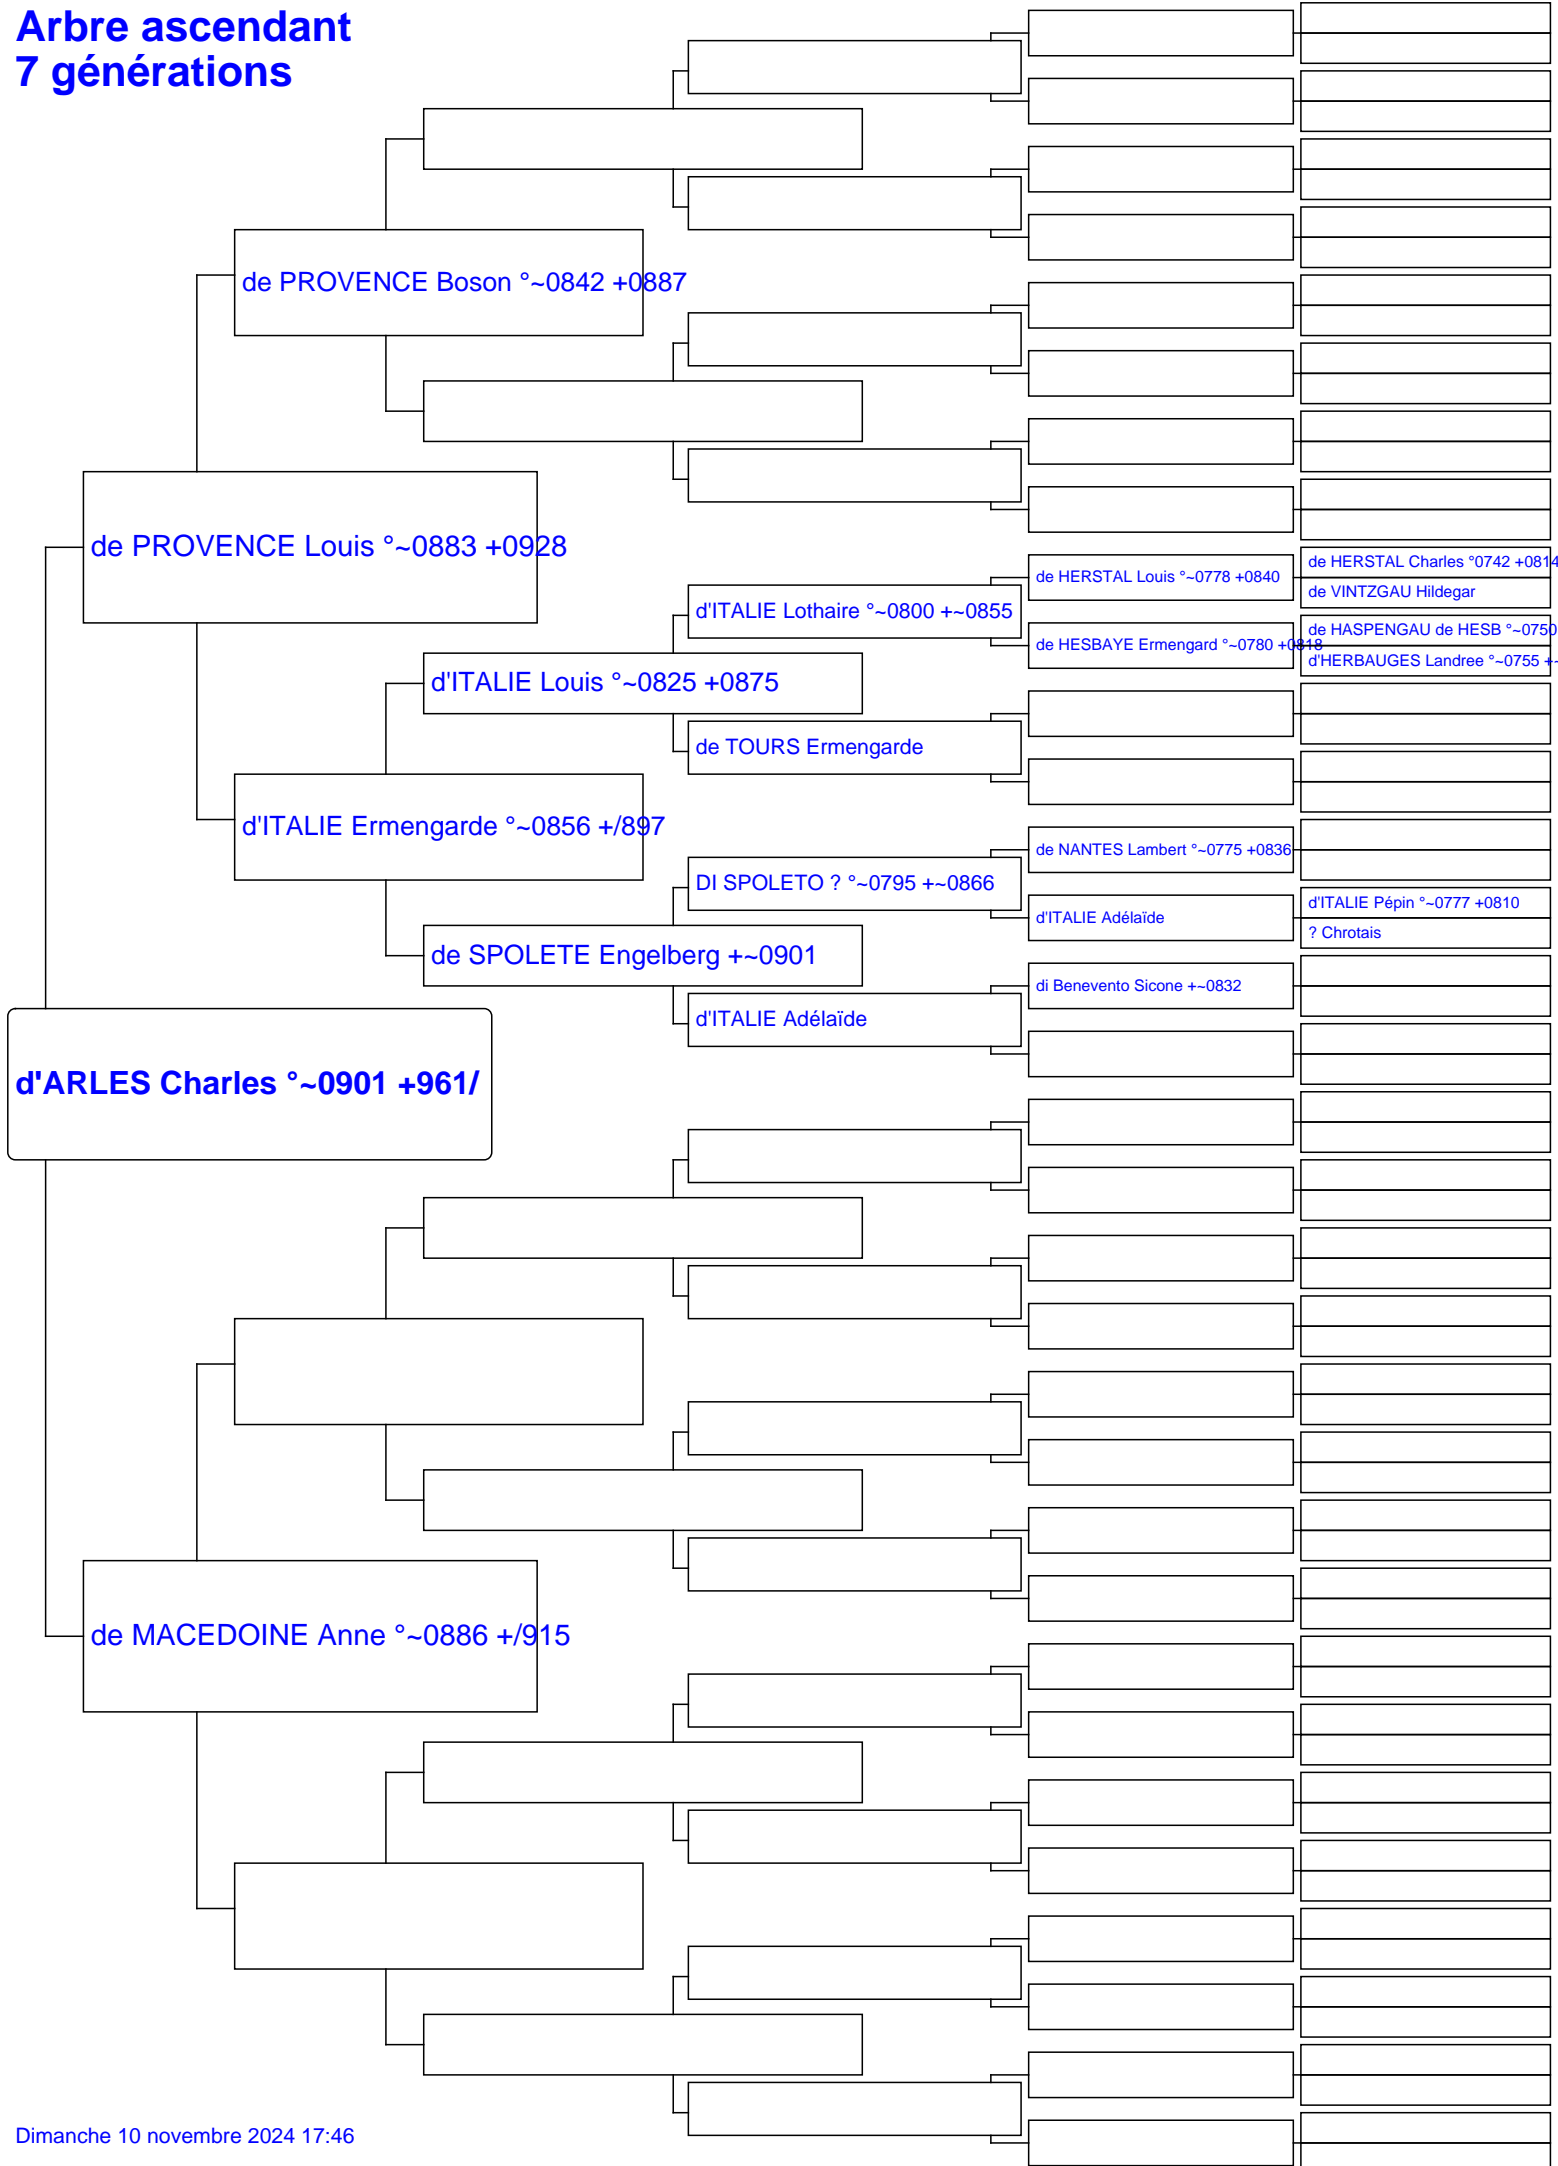 Arbre ascendant
7 générations
de PROVENCE Boson °~0842 +0887
de PROVENCE Louis °~0883 +0928
de HERSTAL Charles °0742 +0814
de HERSTAL Louis °~0778 +0840
de VINTZGAU Hildegar
d'ITALIE Lothaire °~0800 +~0855
de HASPENGAU de HESB °~0750
de HESBAYE Ermengard °~0780 +0818
d'HERBAUGES Landree °~0755 +~
d'ITALIE Louis °~0825 +0875
de TOURS Ermengarde
d'ITALIE Ermengarde °~0856 +/897
de NANTES Lambert °~0775 +0836
DI SPOLETO ? °~0795 +~0866
d'ITALIE Pépin °~0777 +0810
d'ITALIE Adélaïde
? Chrotais
de SPOLETE Engelberg +~0901
di Benevento Sicone +~0832
d'ITALIE Adélaïde
d'ARLES Charles °~0901 +961/
de MACEDOINE Anne °~0886 +/915
Dimanche 10 novembre 2024 17:46